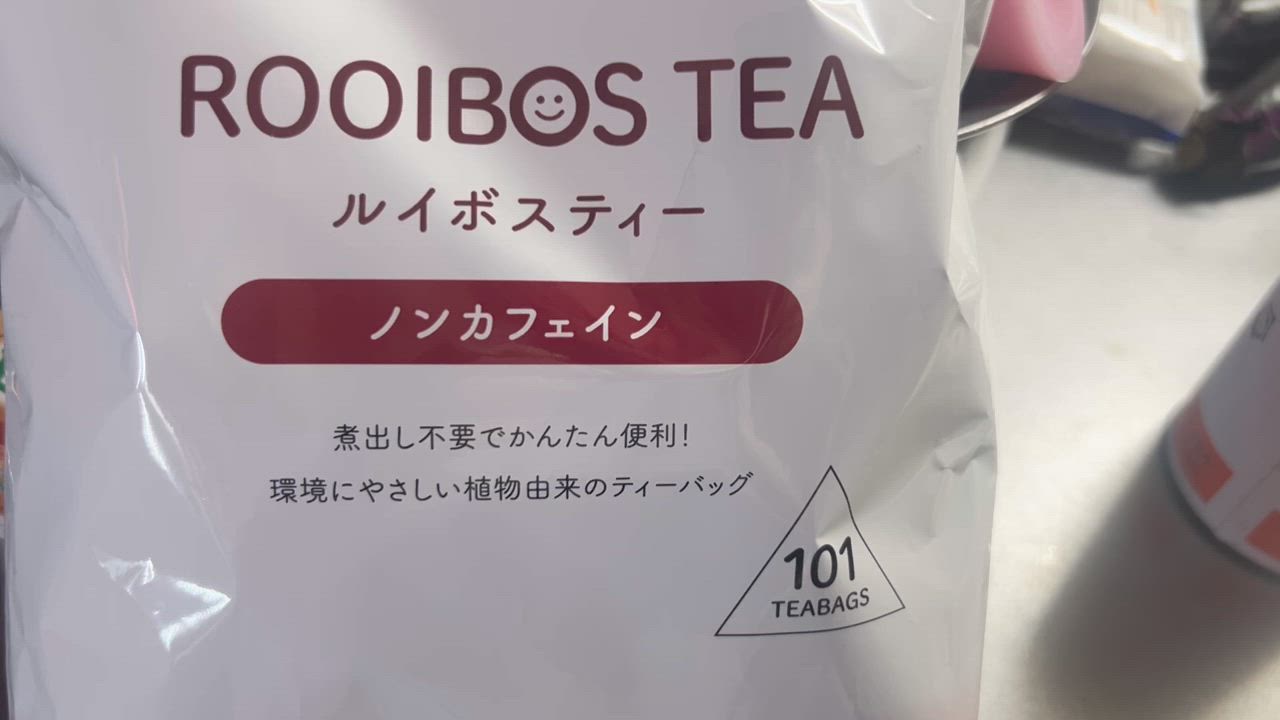 ROOIBOS TEA
ルイボスティー
ノンカフェイン
煮出し不要でかんたん便利!
環境にやさしい植物由来のティーバッグ
101
TEABAGS